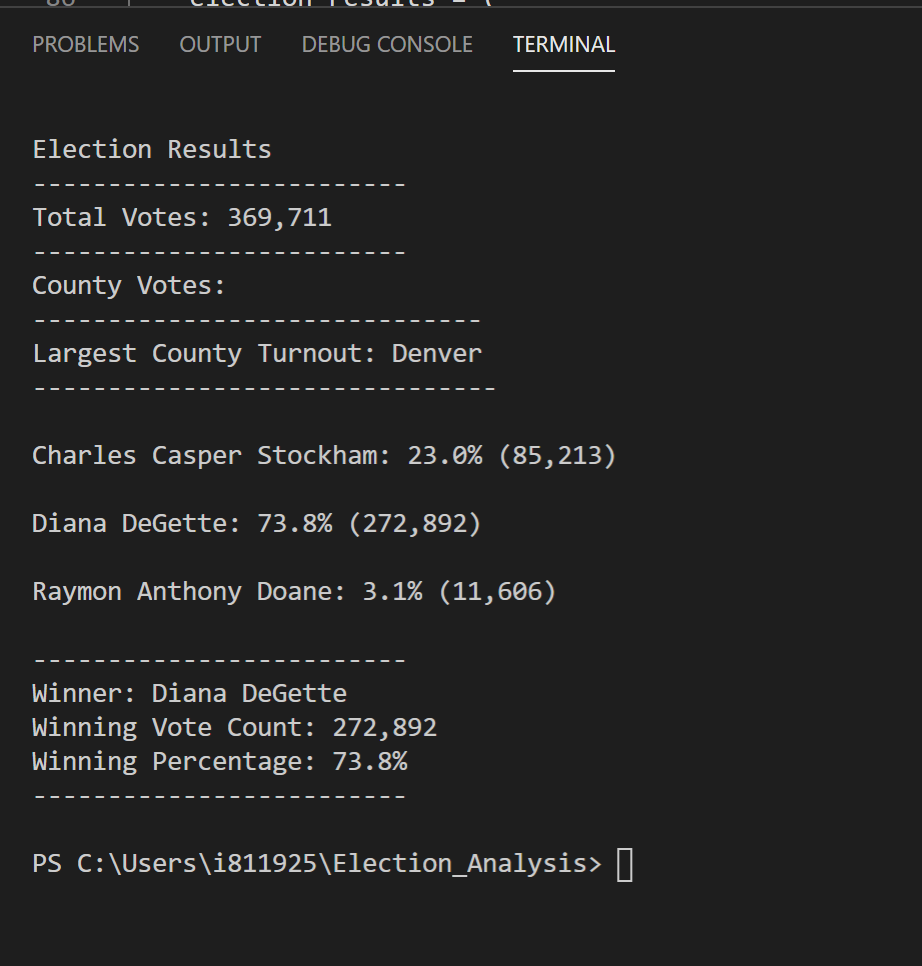 election_results = (
PROBLEMS OUTPUT DEBUG CONSOLE TERMINAL
Election Results
-------------------------
Total Votes: 369,711
-------------------------
County Votes:
------------------------------
Largest County Turnout: Denver
-------------------------------
Charles Casper Stockham: 23.0% (85,213)
Diana DeGette: 73.8% (272,892)
Raymon Anthony Doane: 3.1% (11,606)
-------------------------
Winner: Diana DeGette
Winning Vote Count: 272,892
Winning Percentage: 73.8%
-------------------------
PS C:\Users\i811925\Election_Analysis>